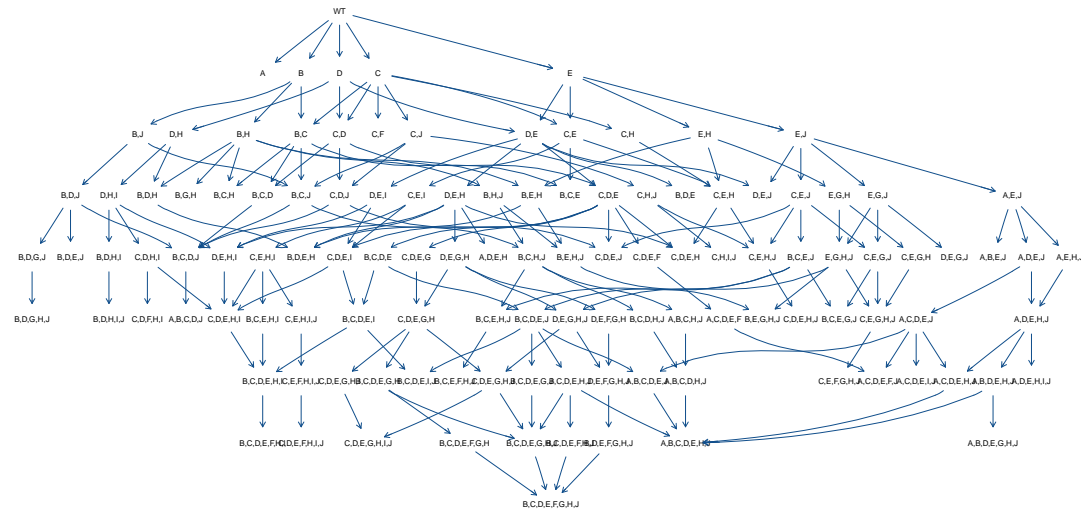 WT
A B D C E
B,J D,H B,H B,C C,D C,F C,J D,E C,E C,H E,H E,J
B,D,J D,H,I B,D,H B,G,H B,C,H B,C,D B,C,J C,D,J D,E,I C,E,I D,E,H B,H,J B,E,H B,C,E C,D,E C,H,J B,D,E C,E,H D,E,J C,E,J E,G,H E,G,J A,E,J
B,D,G,J B,D,E,J B,D,H,I C,D,H,I B,C,D,J D,E,H,I C,E,H,I B,D,E,H C,D,E,I B,C,D,E C,D,E,G D,E,G,H A,D,E,H B,C,H,J B,E,H,J C,D,E,J C,D,E,F C,D,E,H C,H,I,J C,E,H,J B,C,E,J E,G,H,J C,E,G,J C,E,G,H D,E,G,J A,B,E,J A,D,E,J A,E,H,J
B,D,G,H,J B,D,H,I,J C,D,F,H,I A,B,C,D,J C,D,E,H,I B,C,E,H,I C,E,H,I,J B,C,D,E,I C,D,E,G,H B,C,E,H,J B,C,D,E,J D,E,G,H,J D,E,F,G,H B,C,D,H,J A,B,C,H,J A,C,D,E,F B,E,G,H,J C,D,E,H,J B,C,E,G,J C,E,G,H,J A,C,D,E,J A,D,E,H,J
B,C,D,E,H,I C,E,F,H,I,J B,C,D,E,G,H B,C,D,E,I,J B,C,E,F,H,J B,C,D,E,H,J D,E,F,G,H,J A,B,C,D,E,J A,B,C,D,H,J C,E,F,G,H,J A,C,D,E,F,J A,C,D,E,I,J A,C,D,E,H,J A,B,D,E,H,J A,D,E,H,I,J
C,D,E,G,H,I,J B,C,D,E,F,G,H B,D,E,F,G,H,J A,B,C,D,E,H,J A,B,D,E,G,H,J
B,C,D,E,F,G,H,J